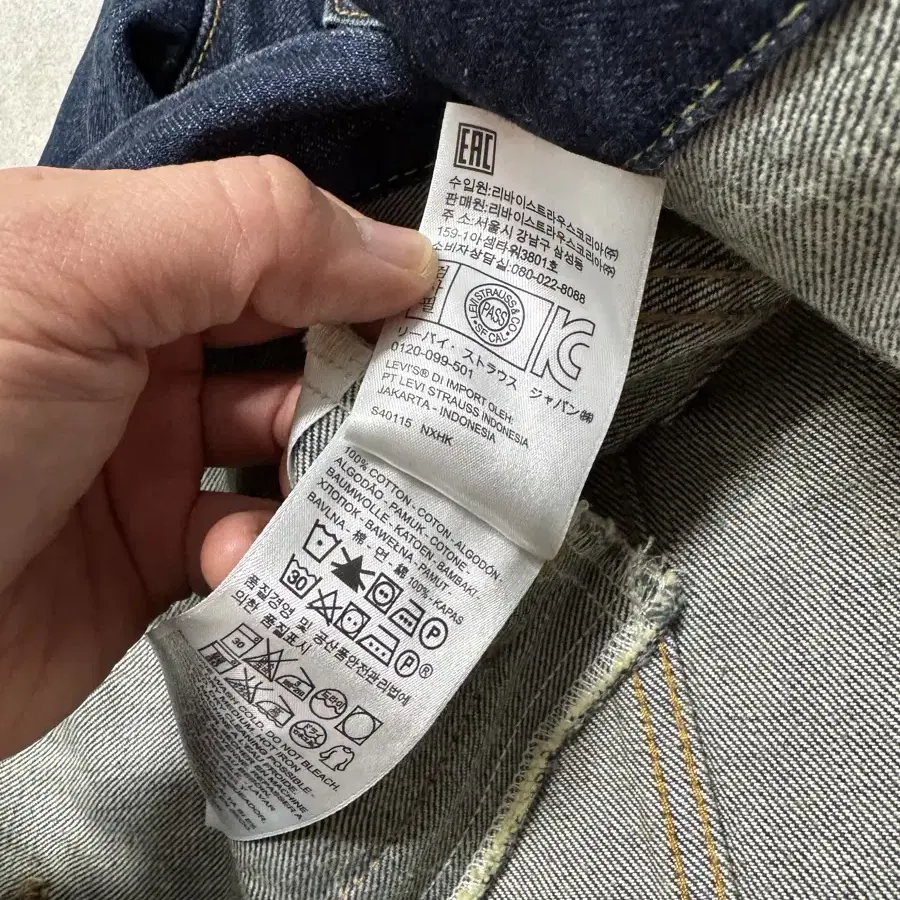 EAC
수입원:리바이스트라우스코리아(주)
판매원:리바이스트라우스코리아(주)
주 소:서울시 강남구 삼성동
159-1아셈타워3801호
소비자상담실:080-022-8088
필
LEVI STRAUSS & CO
PASS
SF CAL.
リーバイ・ストラウス ジャパン㈱
0120-099-501
LEVI'S® DI IMPORT OLEH:
PT LEVI STRAUSS INDONESIA
JAKARTA - INDONESIA
S40115 NXHK
100% COTTON - COTON - ALGODÓN -
ALGODÃO - PAMUK - COTONE -
BAUMWOLLE - KATOEN - BAMBAKI -
ХЛОПОК - BAWEŁNA - PAMUT -
BAVLNA - 棉 - 면 - 綿 100% - KAPAS
30
P
P®
품질경영 및 공산품안전관리법에
의한 품질표시
30
WASH COLD. DO NOT BLEACH.
MEDIUM IRON.